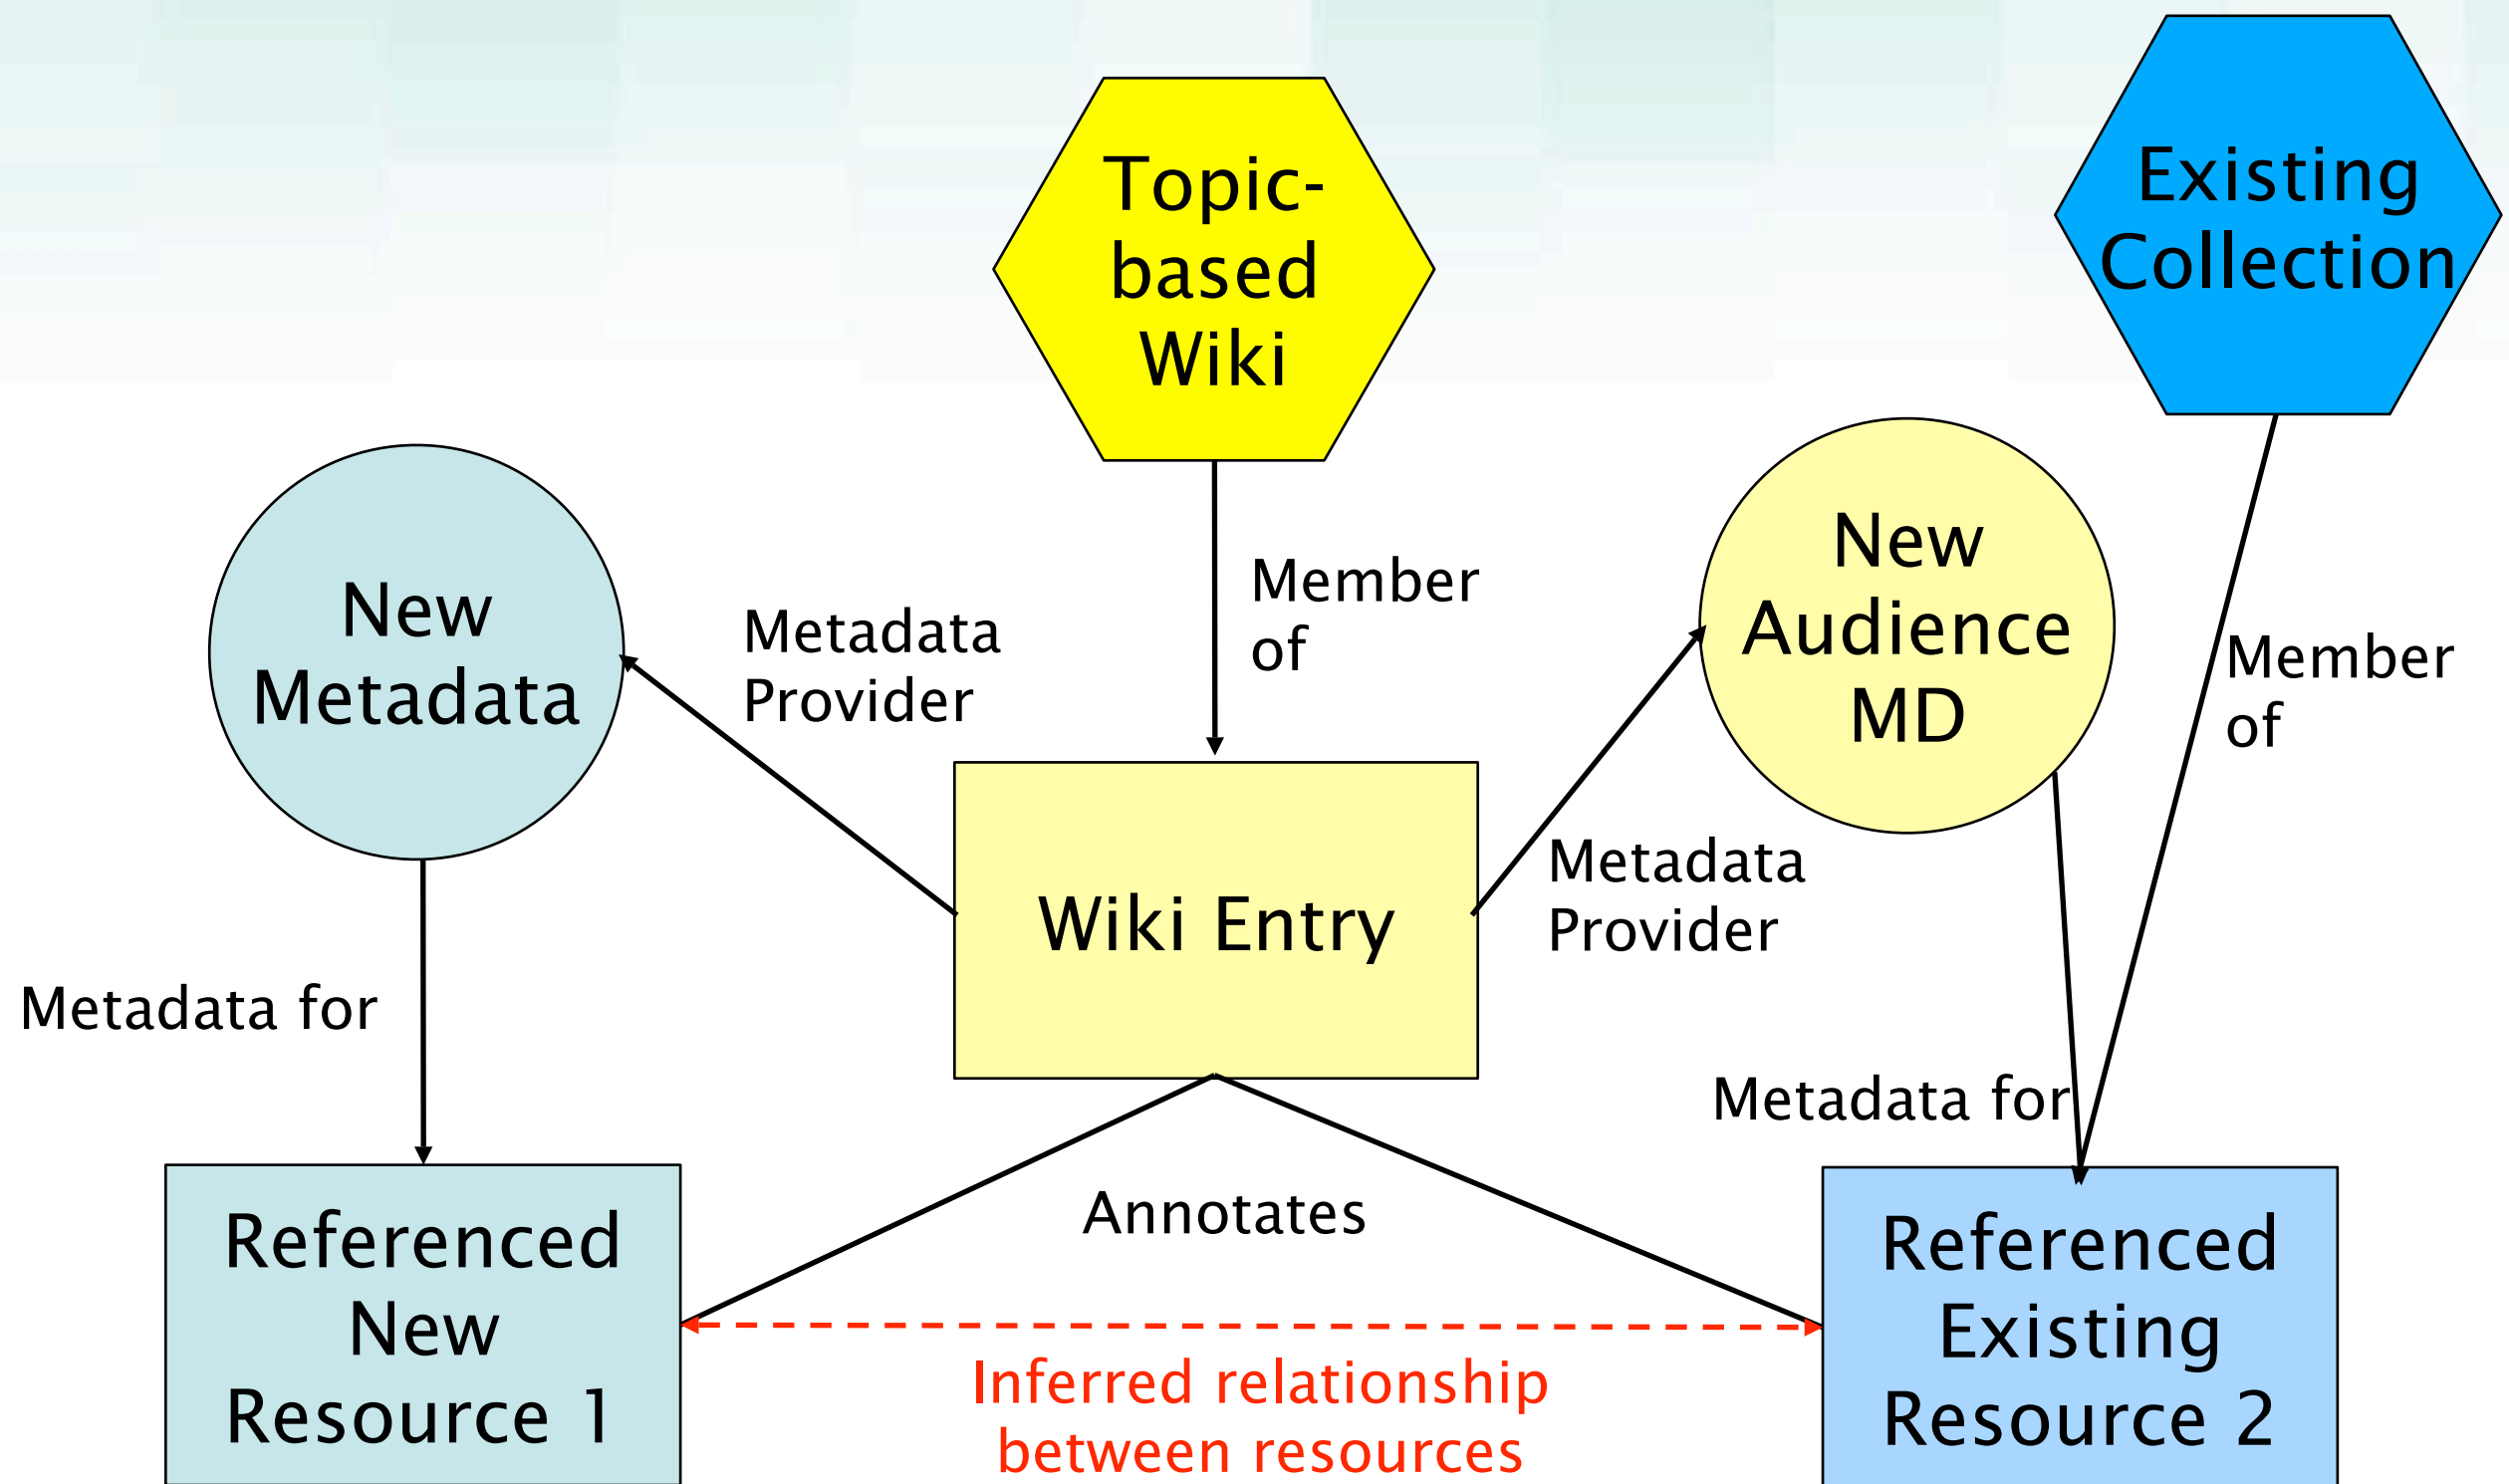 Topic-
based
Wiki
Existing
Collection
New
Metadata
Metadata
Provider
Member
of
New
Audience
MD
Member
of
Wiki Entry
Metadata
Provider
Metadata for
Metadata for
Annotates
Referenced
New
Resource 1
Referenced
Existing
Resource 2
Inferred relationship
between resources